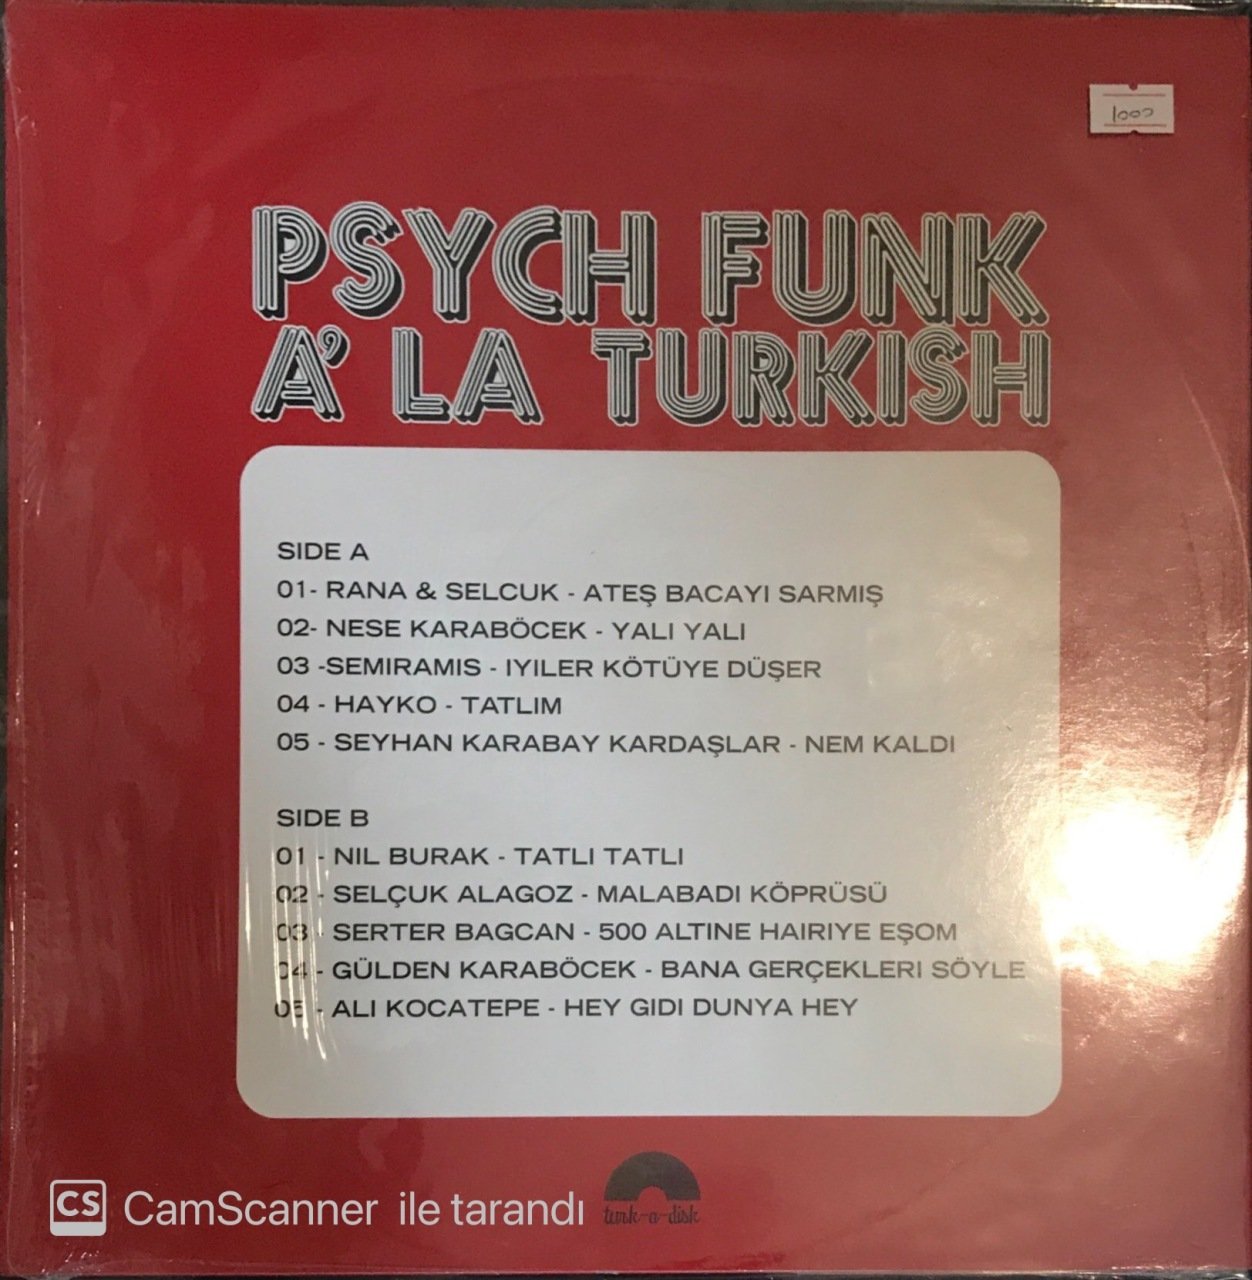 1000
PSYCH FUNK
A' LA TURKISH
SIDE A
01- RANA & SELCUK - ATEŞ BACAYI SARMIŞ
02- NESE KARABÖCEK - YALI YALI
03 -SEMIRAMIS - IYILER KÖTÜYE DÜŞER
04 - HAYKO - TATLIM
05 - SEYHAN KARABAY KARDAŞLAR - NEM KALDI
SIDE B
01 - NIL BURAK - TATLI TATLI
02 - SELÇUK ALAGOZ - MALABADI KÖPRÜSÜ
03 - SERTER BAGCAN - 500 ALTINE HAIRIYE EŞOM
04 - GÜLDEN KARABÖCEK - BANA GERÇEKLERI SÖYLE
05 - ALI KOCATEPE - HEY GIDI DUNYA HEY
turk-a-disk
CS CamScanner ile tarandı